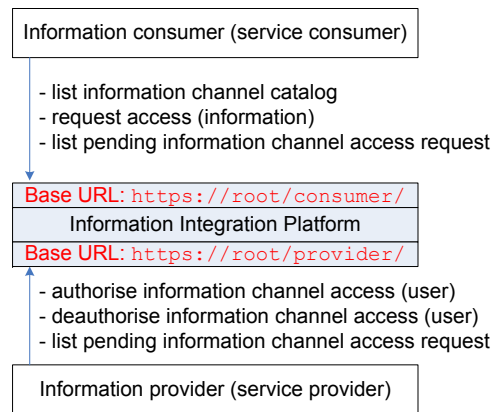 Information consumer (service consumer)
- list information channel catalog
- request access (information)
- list pending information channel access request
Base URL: https://root/consumer/
Information Integration Platform
Base URL: https://root/provider/
- authorise information channel access (user)
- deauthorise information channel access (user)
- list pending information channel access request
Information provider (service provider)